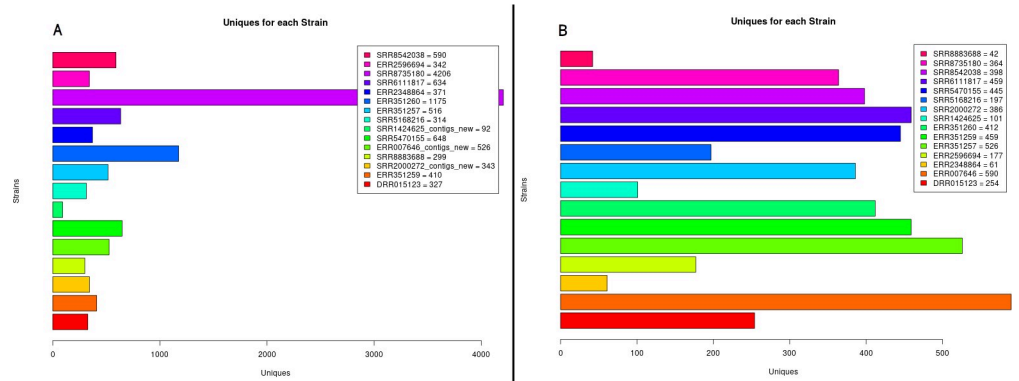 A
Uniques for each Strain
SRR8542038 = 590
ERR2596694 = 342
SRR8735180 = 4206
SRR6111817 = 634
ERR2348864 = 371
ERR351260 = 1175
ERR351257 = 516
SRR5168216 = 314
SRR1424625_contigs_new = 92
SRR5470155 = 648
ERR007646_contigs_new = 526
SRR8883688 = 299
SRR2000272_contigs_new = 343
ERR351259 = 410
DRR015123 = 327
Strains
0 1000 2000 3000 4000
Uniques
B
Uniques for each Strain
SRR8883688 = 42
SRR8735180 = 364
SRR8542038 = 398
SRR6111817 = 459
SRR5470155 = 445
SRR5168216 = 197
SRR2000272 = 386
SRR1424625 = 101
ERR351260 = 412
ERR351259 = 459
ERR351257 = 526
ERR2596694 = 177
ERR2348864 = 61
ERR007646 = 590
DRR015123 = 254
Strains
0 100 200 300 400 500
Uniques